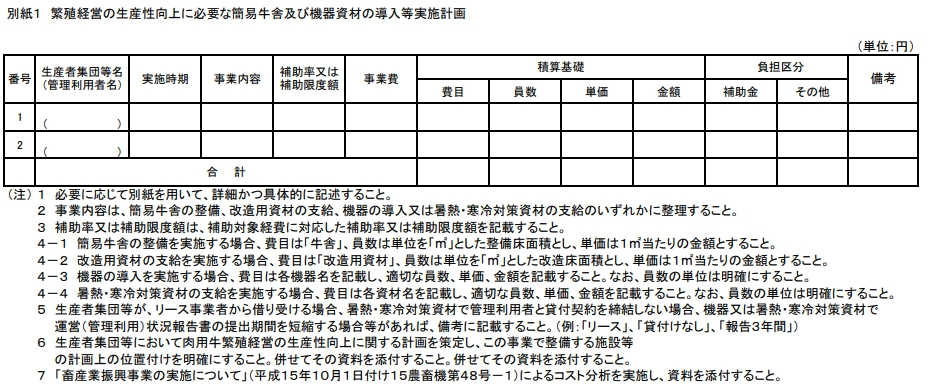 別紙1　繁殖経営の生産性向上に必要な簡易牛舎及び機器資材の導入等実施計画
（単位：円）
番号　生産者集団等名（管理利用者名）　実施時期　事業内容　補助率又は補助限度額　事業費　積算基礎　負担区分　備考
費目　員数　単価　金額　補助金　その他
1　（　　　　　）
2　（　　　　　）
合　計
（注）1　必要に応じて別紙を用いて、詳細かつ具体的に記述すること。
2　事業内容は、簡易牛舎の整備、改造用資材の支給、機器の導入又は暑熱・寒冷対策資材の支給のいずれかに整理すること。
3　補助率又は補助限度額は、補助対象経費に対応した補助率又は補助限度額を記載すること。
4－1　簡易牛舎の整備を実施する場合、費目は「牛舎」、員数は単位を「㎡」とした整備床面積とし、単価は1㎡当たりの金額とすること。
4－2　改造用資材の支給を実施する場合、費目は「改造用資材」、員数は単位を「㎡」とした改造床面積とし、単価は1㎡当たりの金額とすること。
4－3　機器の導入を実施する場合、費目は各機器名を記載し、適切な員数、単価、金額を記載すること。なお、員数の単位は明確にすること。
4－4　暑熱・寒冷対策資材の支給を実施する場合、費目は各資材名を記載し、適切な員数、単価、金額を記載すること。なお、員数の単位は明確にすること。
5　生産者集団等が、リース事業者から借り受ける場合、暑熱・寒冷対策資材で管理利用者と貸付契約を締結しない場合、機器又は暑熱・寒冷対策資材で
運営（管理利用）状況報告書の提出期間を短縮する場合等があれば、備考に記載すること。（例：「リース」、「貸付けなし」、「報告3年間」）
6　生産者集団等において肉用牛繁殖経営の生産性向上に関する計画を策定し、この事業で整備する施設等
の計画上の位置付けを明確にすること。併せてその資料を添付すること。併せてその資料を添付すること。
7　「畜産業振興事業の実施について」（平成15年10月1日付け15農畜機第48号－1）によるコスト分析を実施し、資料を添付すること。